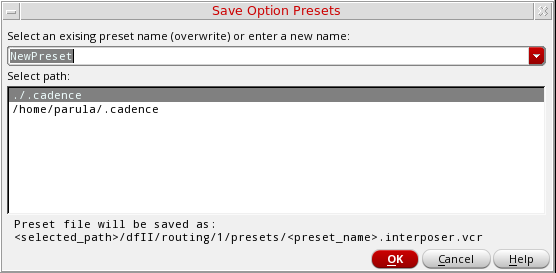 Save Option Presets
Select an exising preset name (overwrite) or enter a new name:
NewPreset
Select path:
./.cadence
/home/parula/.cadence
Preset file will be saved as:
<selected_path>/dfII/routing/1/presets/<preset_name>.interposer.vcr
OK Cancel Help